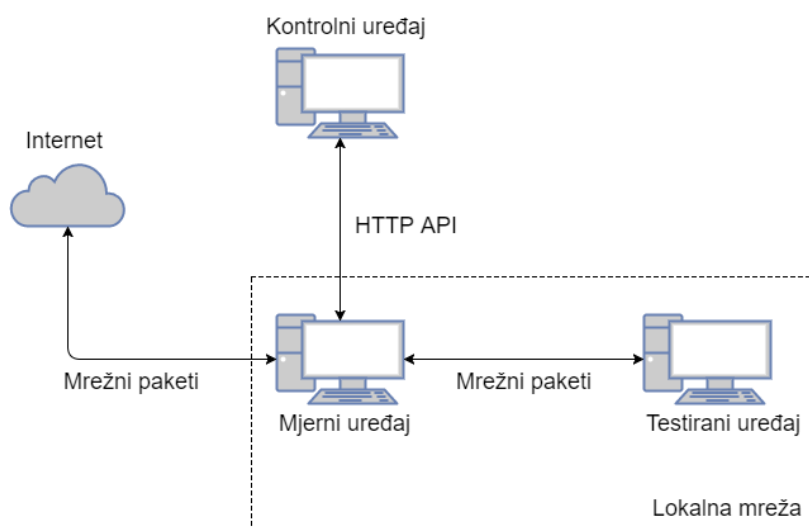 Kontrolni uređaj
Internet
HTTP API
Mrežni paketi
Mrežni paketi
Mjerni uređaj
Testirani uređaj
Lokalna mreža